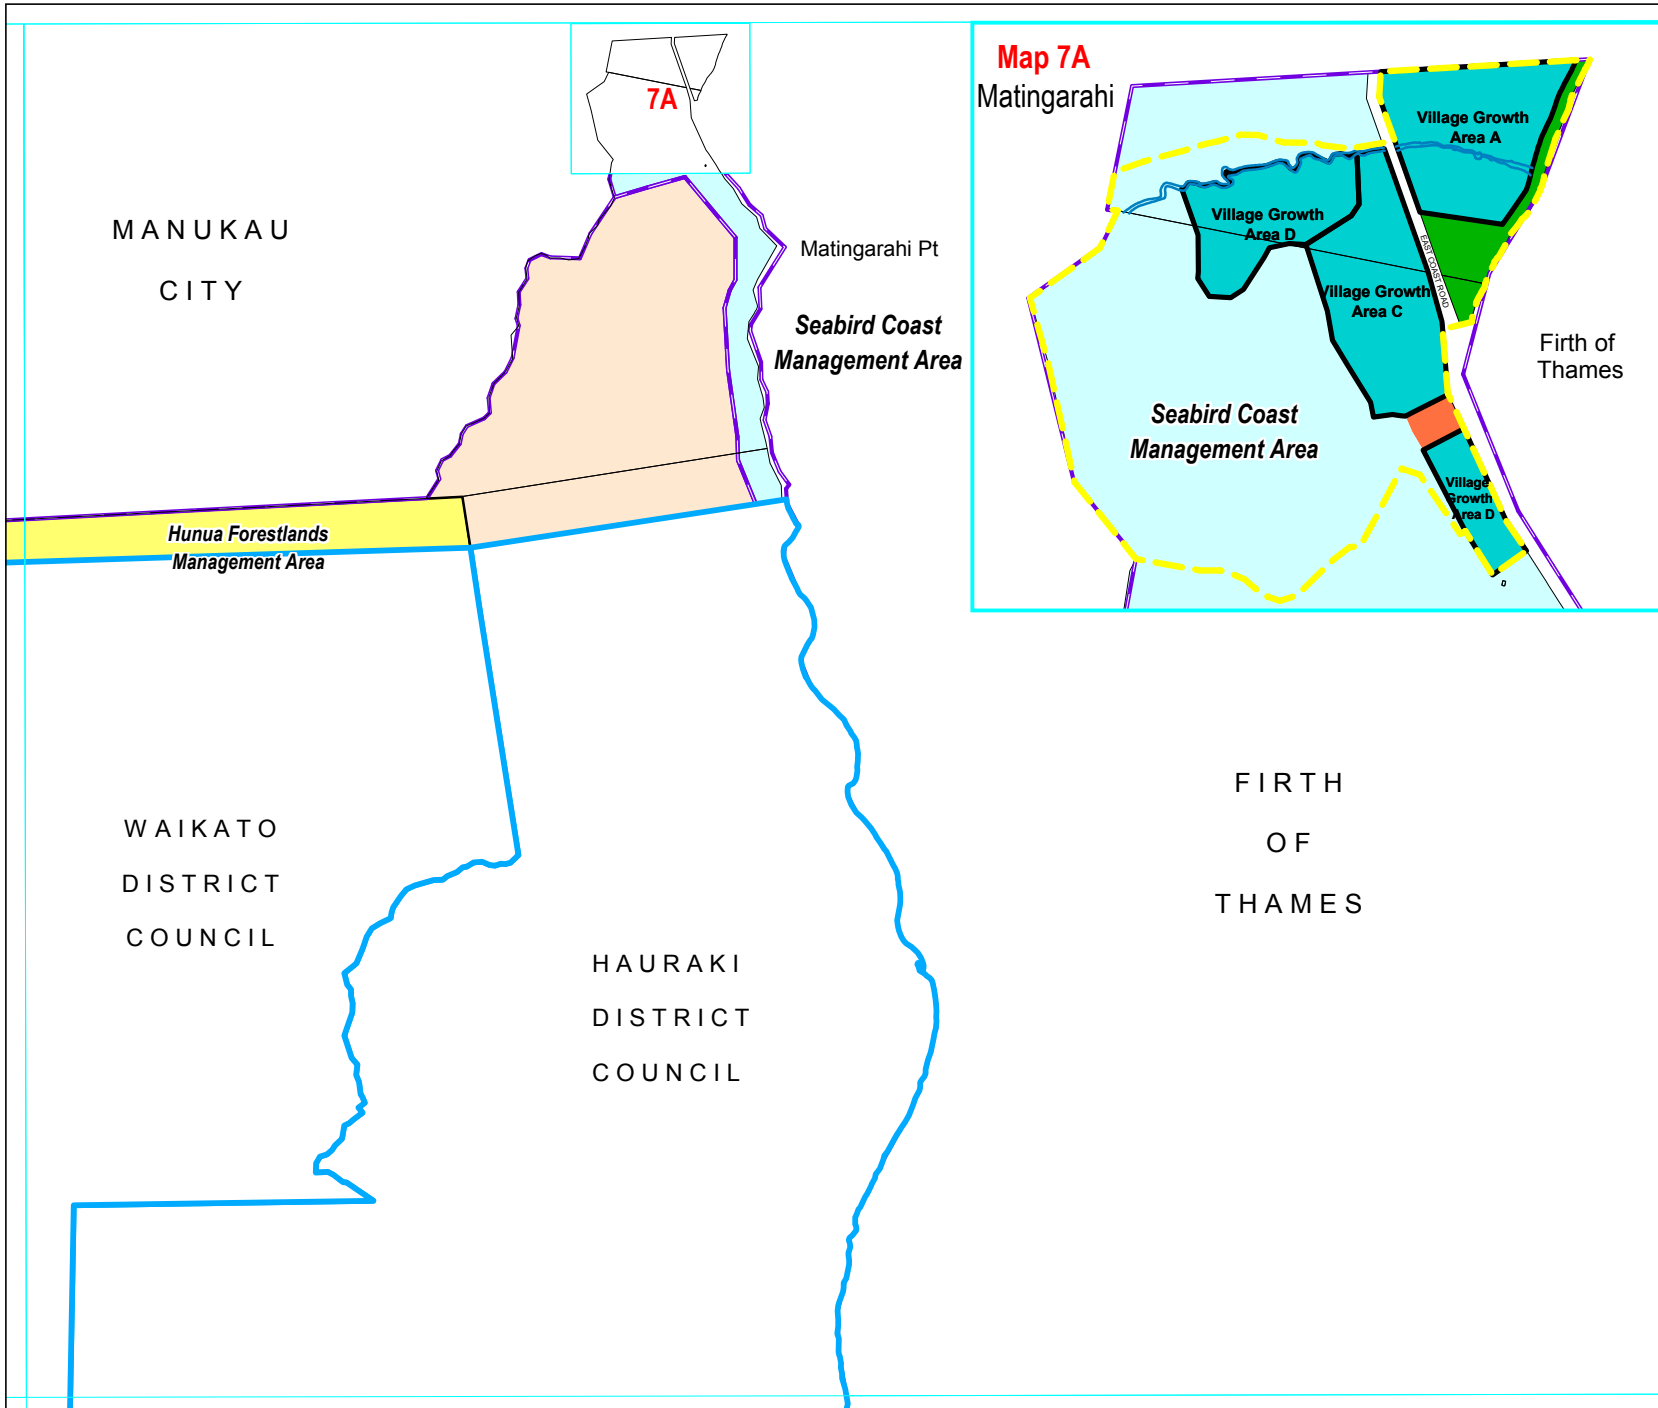 Map 7A
Matingarahi
7A
Village Growth
Area A
MANUKAU
CITY
Village Growth
Area D
EAST COAST ROAD
Matingarahi Pt
Village Growth
Area C
Seabird Coast
Management Area
Firth of
Thames
Seabird Coast
Management Area
Village
Growth
Area D
Hunua Forestlands
Management Area
FIRTH
OF
THAMES
WAIKATO
DISTRICT
COUNCIL
HAURAKI
DISTRICT
COUNCIL